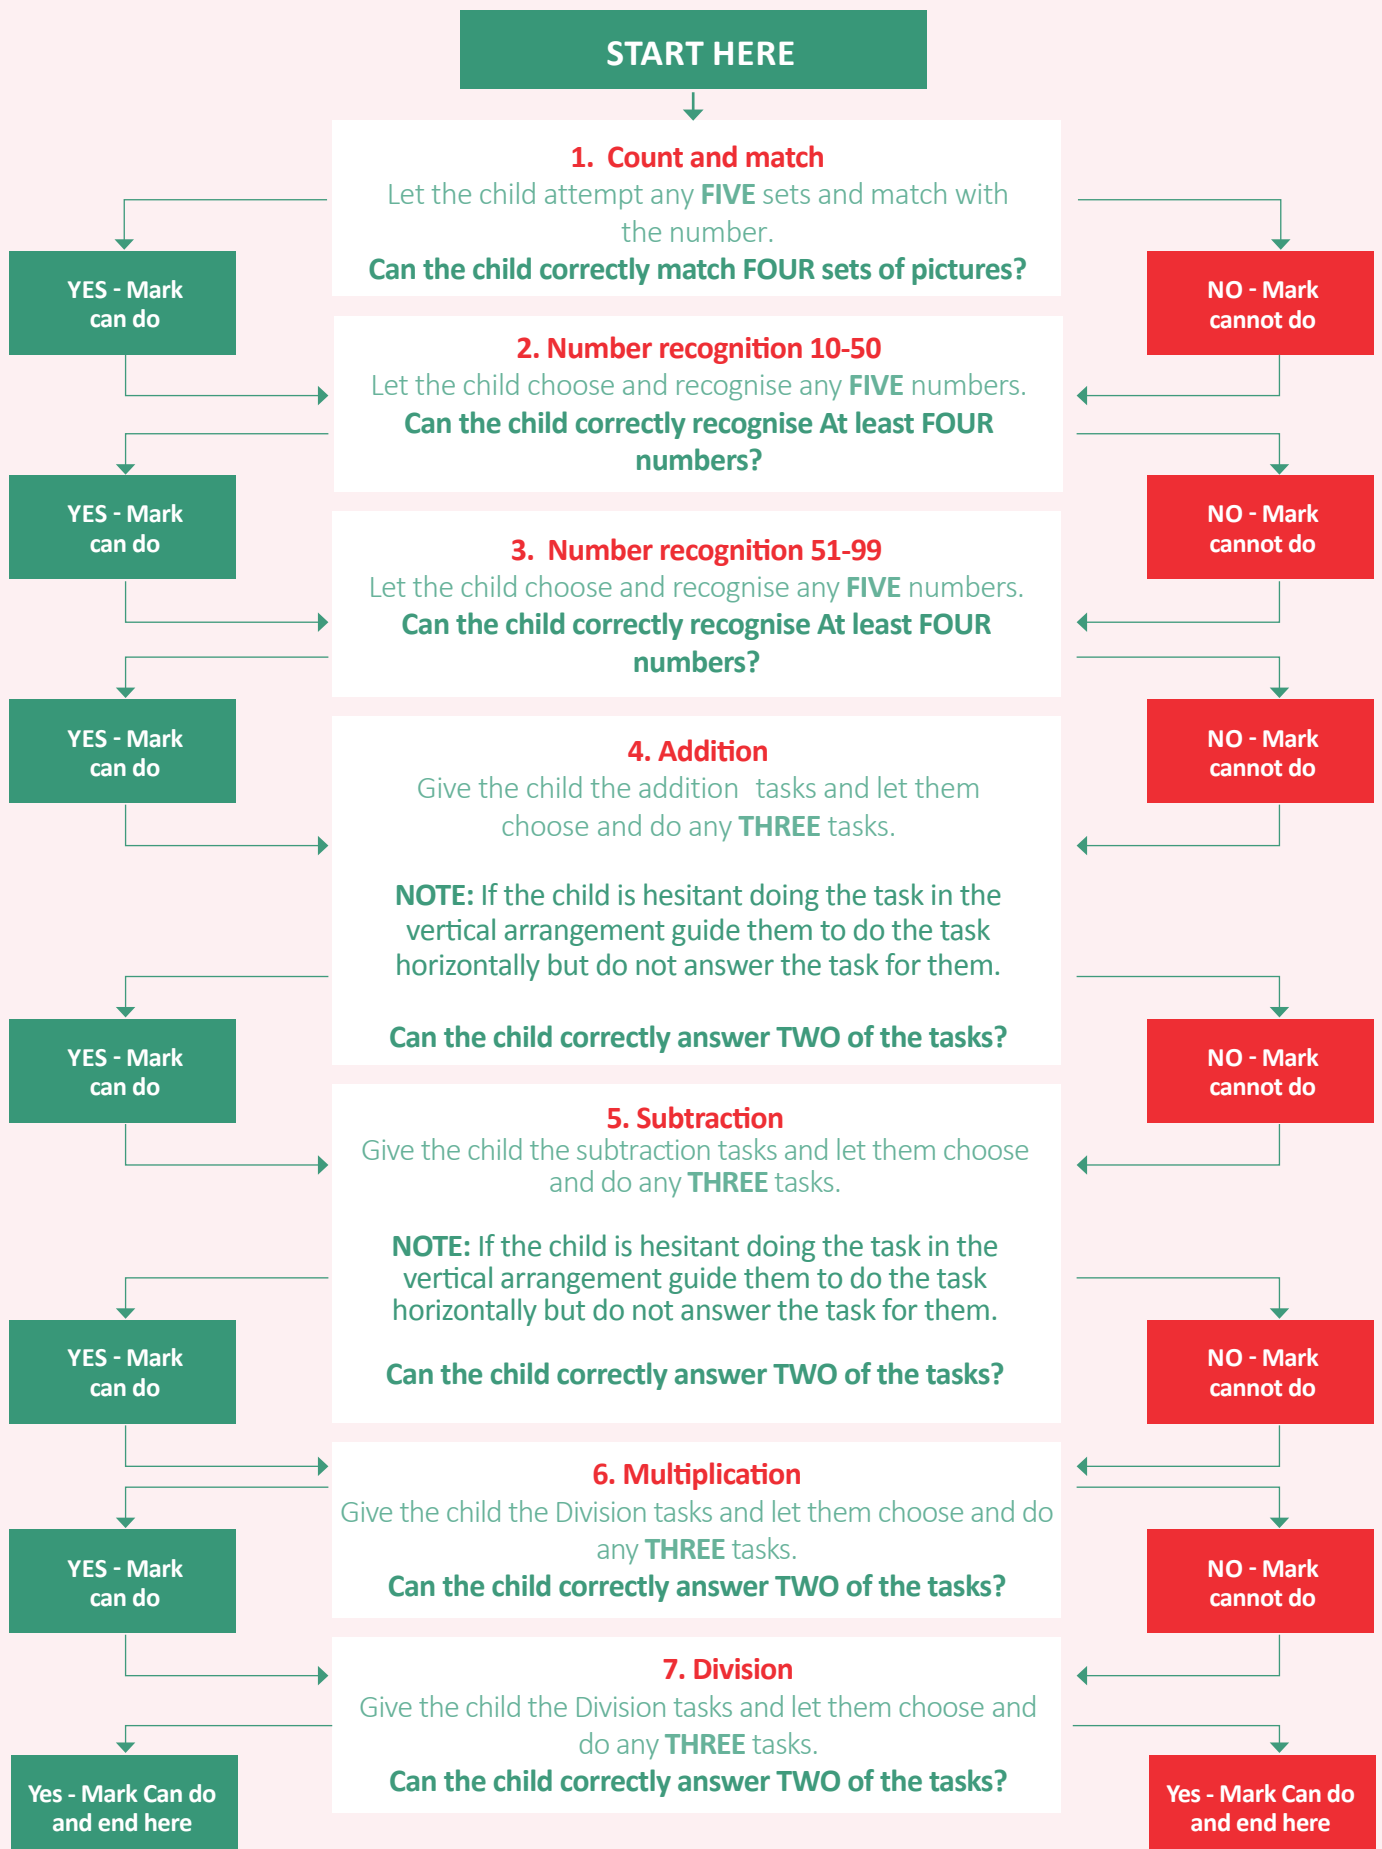 START HERE
1. Count and match
Let the child attempt any FIVE sets and match with
the number.
Can the child correctly match FOUR sets of pictures?
YES - Mark
can do
NO - Mark
cannot do
2. Number recognition 10-50
Let the child choose and recognise any FIVE numbers.
Can the child correctly recognise At least FOUR
numbers?
YES - Mark
can do
NO - Mark
cannot do
3. Number recognition 51-99
Let the child choose and recognise any FIVE numbers.
Can the child correctly recognise At least FOUR
numbers?
YES - Mark
can do
NO - Mark
cannot do
4. Addition
Give the child the addition tasks and let them
choose and do any THREE tasks.
NOTE: If the child is hesitant doing the task in the
vertical arrangement guide them to do the task
horizontally but do not answer the task for them.
Can the child correctly answer TWO of the tasks?
YES - Mark
can do
NO - Mark
cannot do
5. Subtraction
Give the child the subtraction tasks and let them choose
and do any THREE tasks.
NOTE: If the child is hesitant doing the task in the
vertical arrangement guide them to do the task
horizontally but do not answer the task for them.
Can the child correctly answer TWO of the tasks?
YES - Mark
can do
NO - Mark
cannot do
6. Multiplication
Give the child the Division tasks and let them choose and do
any THREE tasks.
Can the child correctly answer TWO of the tasks?
YES - Mark
can do
NO - Mark
cannot do
7. Division
Give the child the Division tasks and let them choose and
do any THREE tasks.
Can the child correctly answer TWO of the tasks?
Yes - Mark Can do
and end here
Yes - Mark Can do
and end here